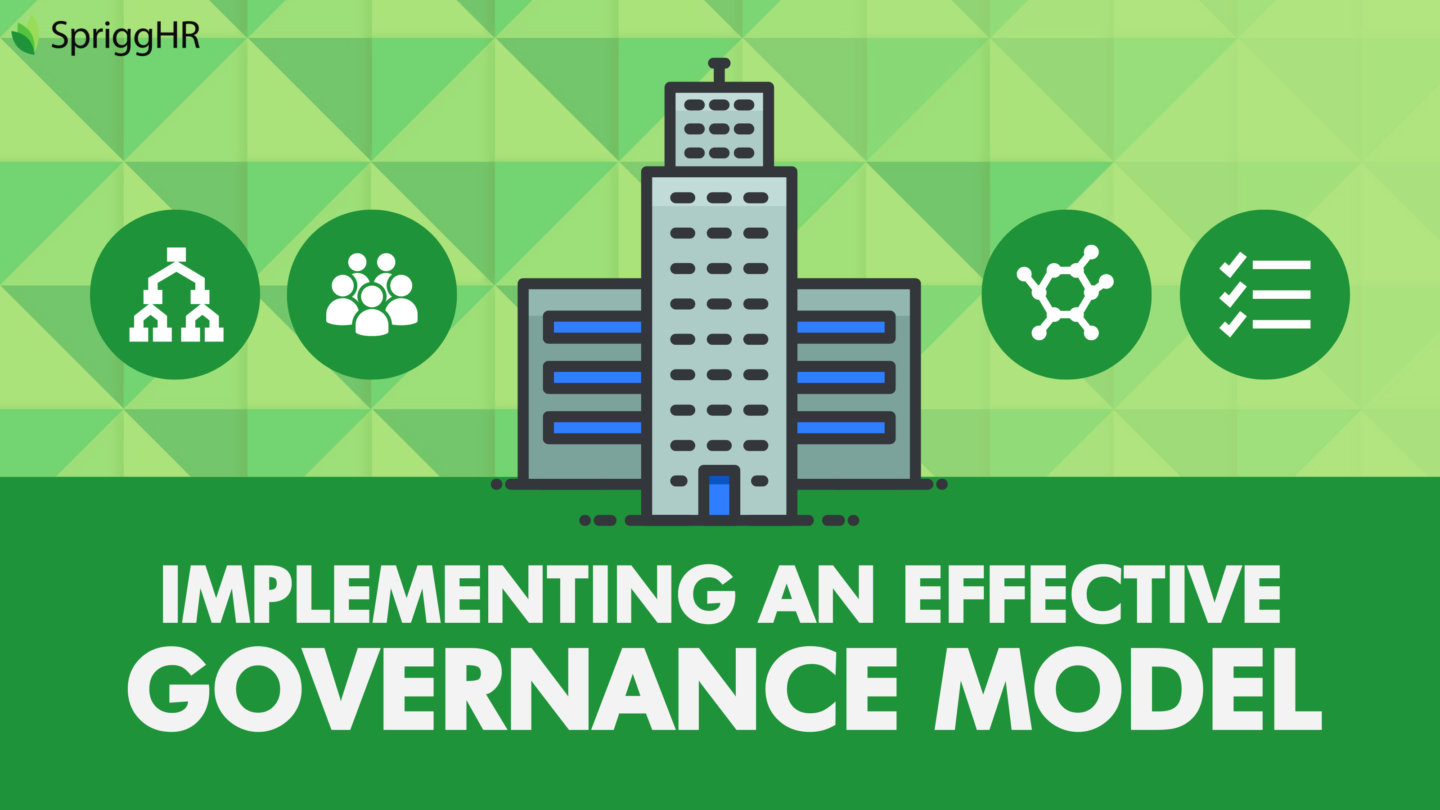 SpriggHR
IMPLEMENTING AN EFFECTIVE
GOVERNANCE MODEL